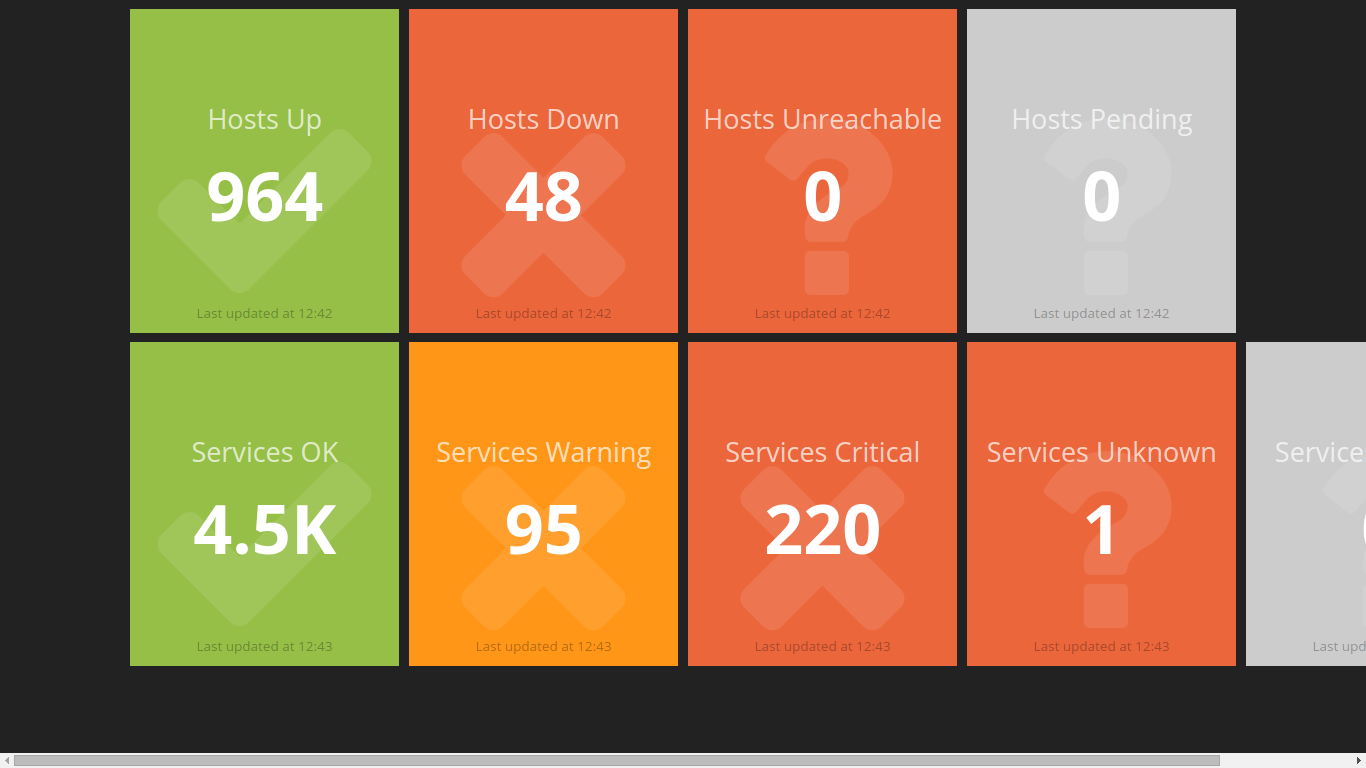 Hosts Up
964
Last updated at 12:42
Hosts Down
48
Last updated at 12:42
Hosts Unreachable
0
Last updated at 12:42
Hosts Pending
0
Last updated at 12:42
Services OK
4.5K
Last updated at 12:43
Services Warning
95
Last updated at 12:43
Services Critical
220
Last updated at 12:43
Services Unknown
1
Last updated at 12:43
Service
Last upd